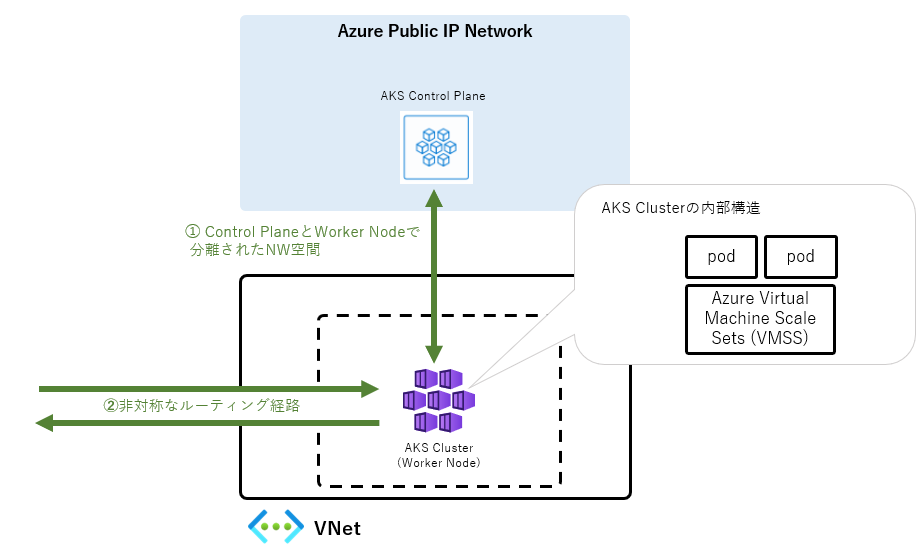 Azure Public IP Network
AKS Control Plane
① Control PlaneとWorker Nodeで
分離されたNW空間
AKS Clusterの内部構造
pod
pod
Azure Virtual
Machine Scale
Sets (VMSS)
②非対称なルーティング経路
AKS Cluster
(Worker Node)
VNet